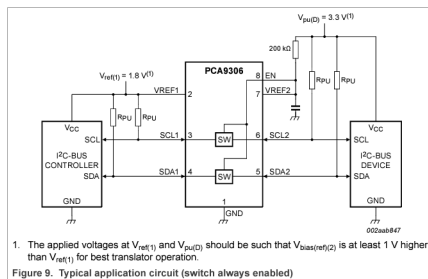 Vpu(D) = 3.3 V(1)
200 kΩ
PCA9306
Vref(1) = 1.8 V(1)
8 EN
RPU RPU
VREF1 2
7 VREF2
RPU RPU
VCC
SCL
SCL1 3
SW
6 SCL2
VCC
SCL
I2C-BUS
CONTROLLER
I2C-BUS
DEVICE
SDA
SDA1 4
SW
5 SDA2
SDA
GND
1
GND
GND
002aab847
1. The applied voltages at Vref(1) and Vpu(D) should be such that Vbias(ref)(2) is at least 1 V higher
than Vref(1) for best translator operation.
Figure 9. Typical application circuit (switch always enabled)